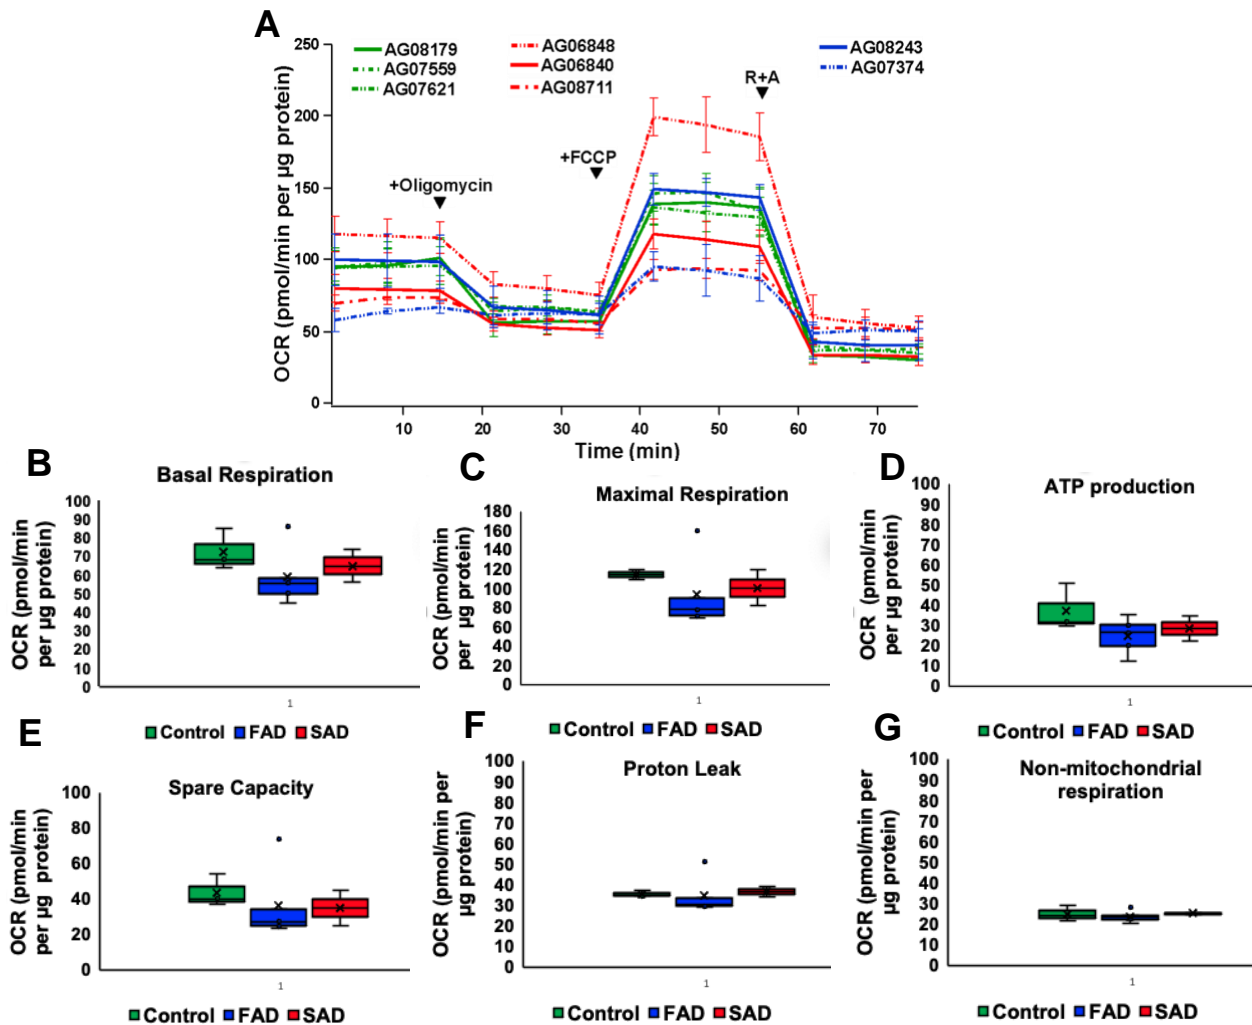 A
250
200
150
100
50
0
OCR (pmol/min per µg protein)
AG08179
AG07559
AG07621
AG06848
AG06840
AG08711
AG08243
AG07374
+Oligomycin
+FCCP
R+A
10 20 30 40 50 60 70
Time (min)
B
Basal Respiration
OCR (pmol/min
per µg protein)
100
90
80
70
60
50
40
30
20
10
0
1
Control FAD SAD
C
Maximal Respiration
OCR (pmol/min
per µg protein)
180
160
140
120
100
80
60
40
20
0
1
Control FAD SAD
D
ATP production
OCR (pmol/min
per µg protein)
100
90
80
70
60
50
40
30
20
10
0
1
Control FAD SAD
E
Spare Capacity
OCR (pmol/min
per µg protein)
100
80
60
40
20
0
1
Control FAD SAD
F
Proton Leak
OCR (pmol/min per
µg protein)
100
90
80
70
60
50
40
30
20
10
0
1
Control FAD SAD
G
Non-mitochondrial
respiration
OCR (pmol/min per
µg protein)
100
90
80
70
60
50
40
30
20
10
0
1
Control FAD SAD